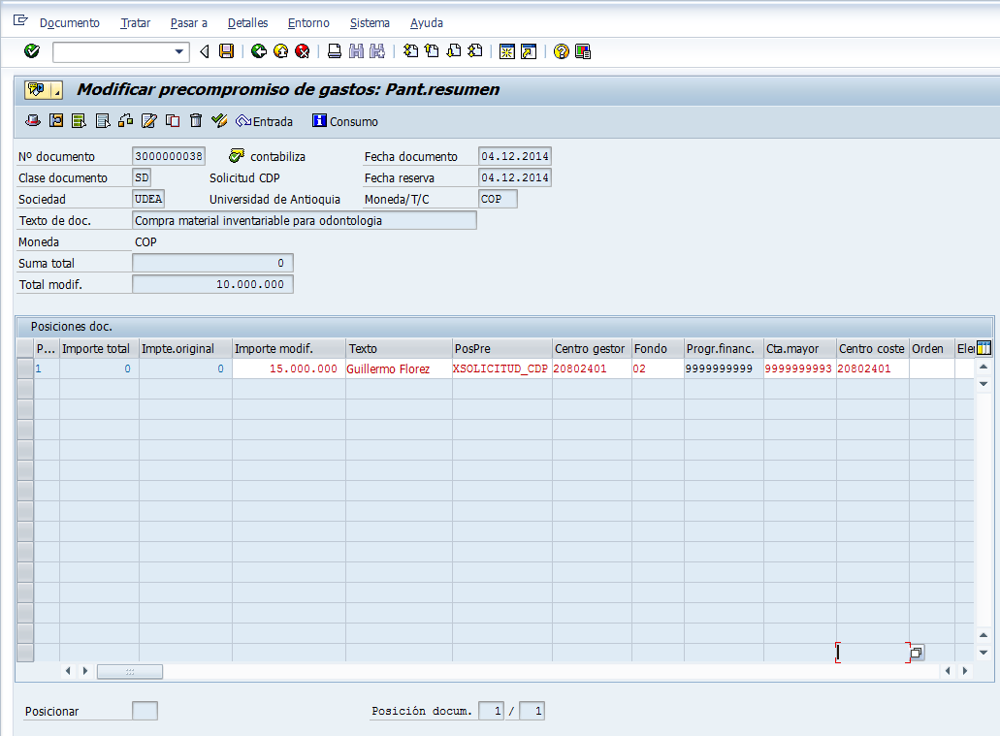 Documento Tratar Pasar a Detalles Entorno Sistema Ayuda
Modificar precompromiso de gastos: Pant.resumen
Entrada Consumo
Nº documento 3000000038 contabiliza Fecha documento 04.12.2014
Clase documento SD Solicitud CDP Fecha reserva 04.12.2014
Sociedad UDEA Universidad de Antioquia Moneda/T/C COP
Texto de doc. Compra material inventariable para odontologia
Moneda COP
Suma total 0
Total modif. 10.000.000
Posiciones doc.
P... Importe total Impte.original Importe modif. Texto PosPre Centro gestor Fondo Progr.financ. Cta.mayor Centro coste Orden Eler
1 0 0 15.000.000 Guillermo Florez XSOLICITUD_CDP 20802401 02 9999999999 9999999993 20802401
Posicionar Posición docum. 1 / 1